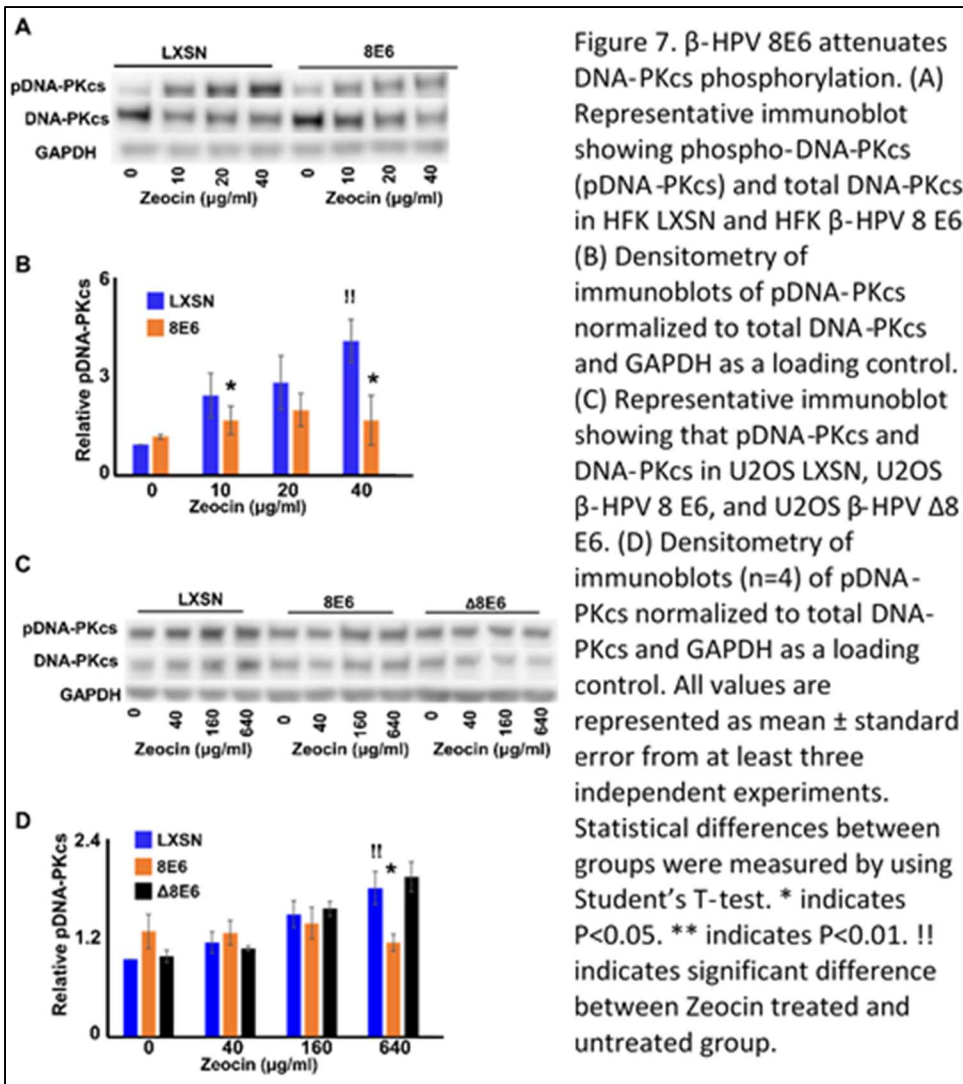 A
LXSN 8E6
pDNA-PKcs
DNA-PKcs
GAPDH
0 10 20 40 0 10 20 40
Zeocin (µg/ml) Zeocin (µg/ml)
B
6
3
0
Relative pDNA-PKcs
LXSN
8E6
*
!!
*
0 10 20 40
Zeocin (µg/ml)
C
LXSN 8E6 Δ8E6
pDNA-PKcs
DNA-PKcs
GAPDH
0 40 160 640 0 40 160 640 0 40 160 640
Zeocin (µg/ml) Zeocin (µg/ml) Zeocin (µg/ml)
D
2.4
1.2
0
Relative pDNA-PKcs
LXSN
8E6
Δ8E6
!!
*
0 40 160 640
Zeocin (µg/ml)
Figure 7. β-HPV 8E6 attenuates
DNA-PKcs phosphorylation. (A)
Representative immunoblot
showing phospho-DNA-PKcs
(pDNA-PKcs) and total DNA-PKcs
in HFK LXSN and HFK β-HPV 8 E6
(B) Densitometry of
immunoblots of pDNA-PKcs
normalized to total DNA-PKcs
and GAPDH as a loading control.
(C) Representative immunoblot
showing that pDNA-PKcs and
DNA-PKcs in U2OS LXSN, U2OS
β-HPV 8 E6, and U2OS β-HPV Δ8
E6. (D) Densitometry of
immunoblots (n=4) of pDNA-
PKcs normalized to total DNA-
PKcs and GAPDH as a loading
control. All values are
represented as mean ± standard
error from at least three
independent experiments.
Statistical differences between
groups were measured by using
Student’s T-test. * indicates
P<0.05. ** indicates P<0.01. !!
indicates significant difference
between Zeocin treated and
untreated group.